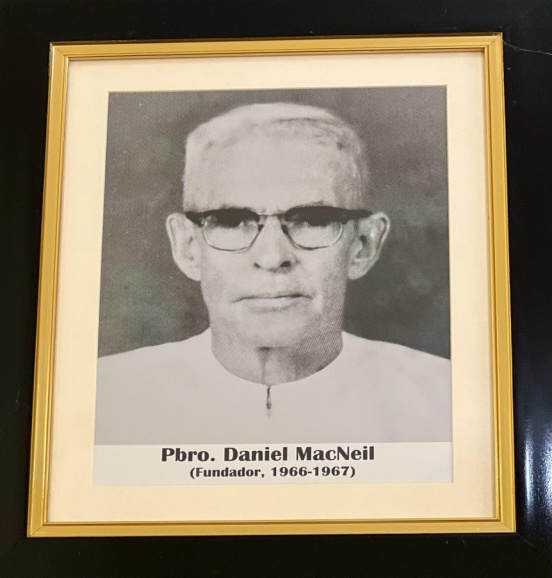 Pbro. Daniel MacNeil
(Fundador, 1966-1967)